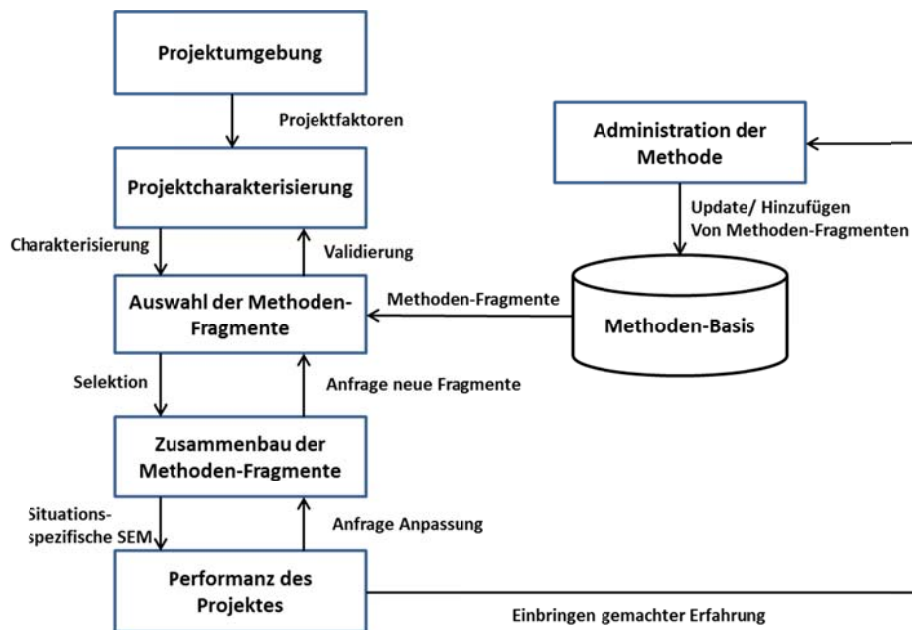 Projektumgebung
Projektfaktoren
Administration der
Methode
Projektcharakterisierung
Update/ Hinzufügen
Von Methoden-Fragmenten
Charakterisierung
Validierung
Auswahl der Methoden-
Fragmente
Methoden-Fragmente
Methoden-Basis
Selektion
Anfrage neue Fragmente
Zusammenbau der
Methoden-Fragmente
Situations-
spezifische SEM
Anfrage Anpassung
Performanz des
Projektes
Einbringen gemachter Erfahrung